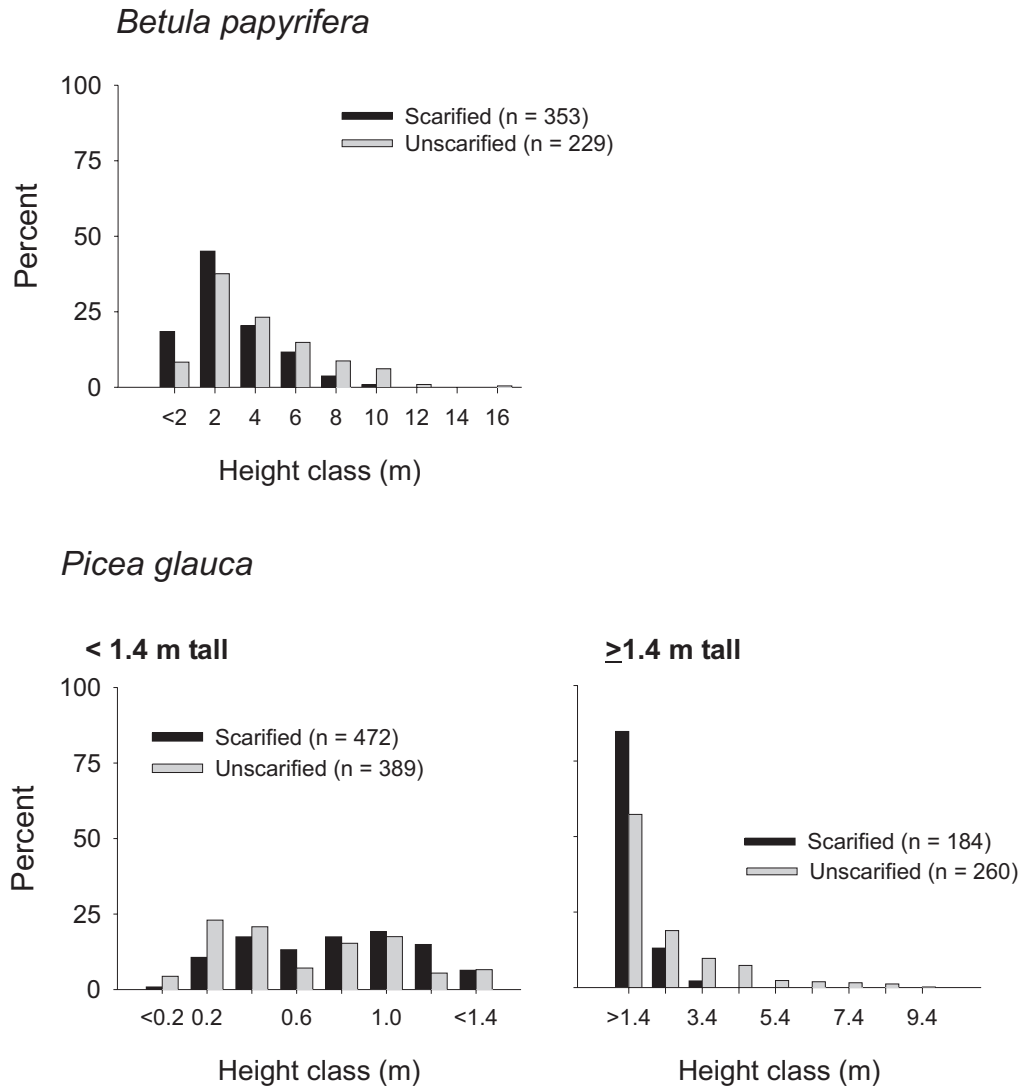 Betula papyrifera
100
75
50
25
0
Percent
Scarified (n = 353)
Unscarified (n = 229)
<2 2 4 6 8 10 12 14 16
Height class (m)
Picea glauca
< 1.4 m tall
100
75
50
25
0
Percent
Scarified (n = 472)
Unscarified (n = 389)
<0.2 0.2 0.6 1.0 <1.4
Height class (m)
≥1.4 m tall
Scarified (n = 184)
Unscarified (n = 260)
>1.4 3.4 5.4 7.4 9.4
Height class (m)